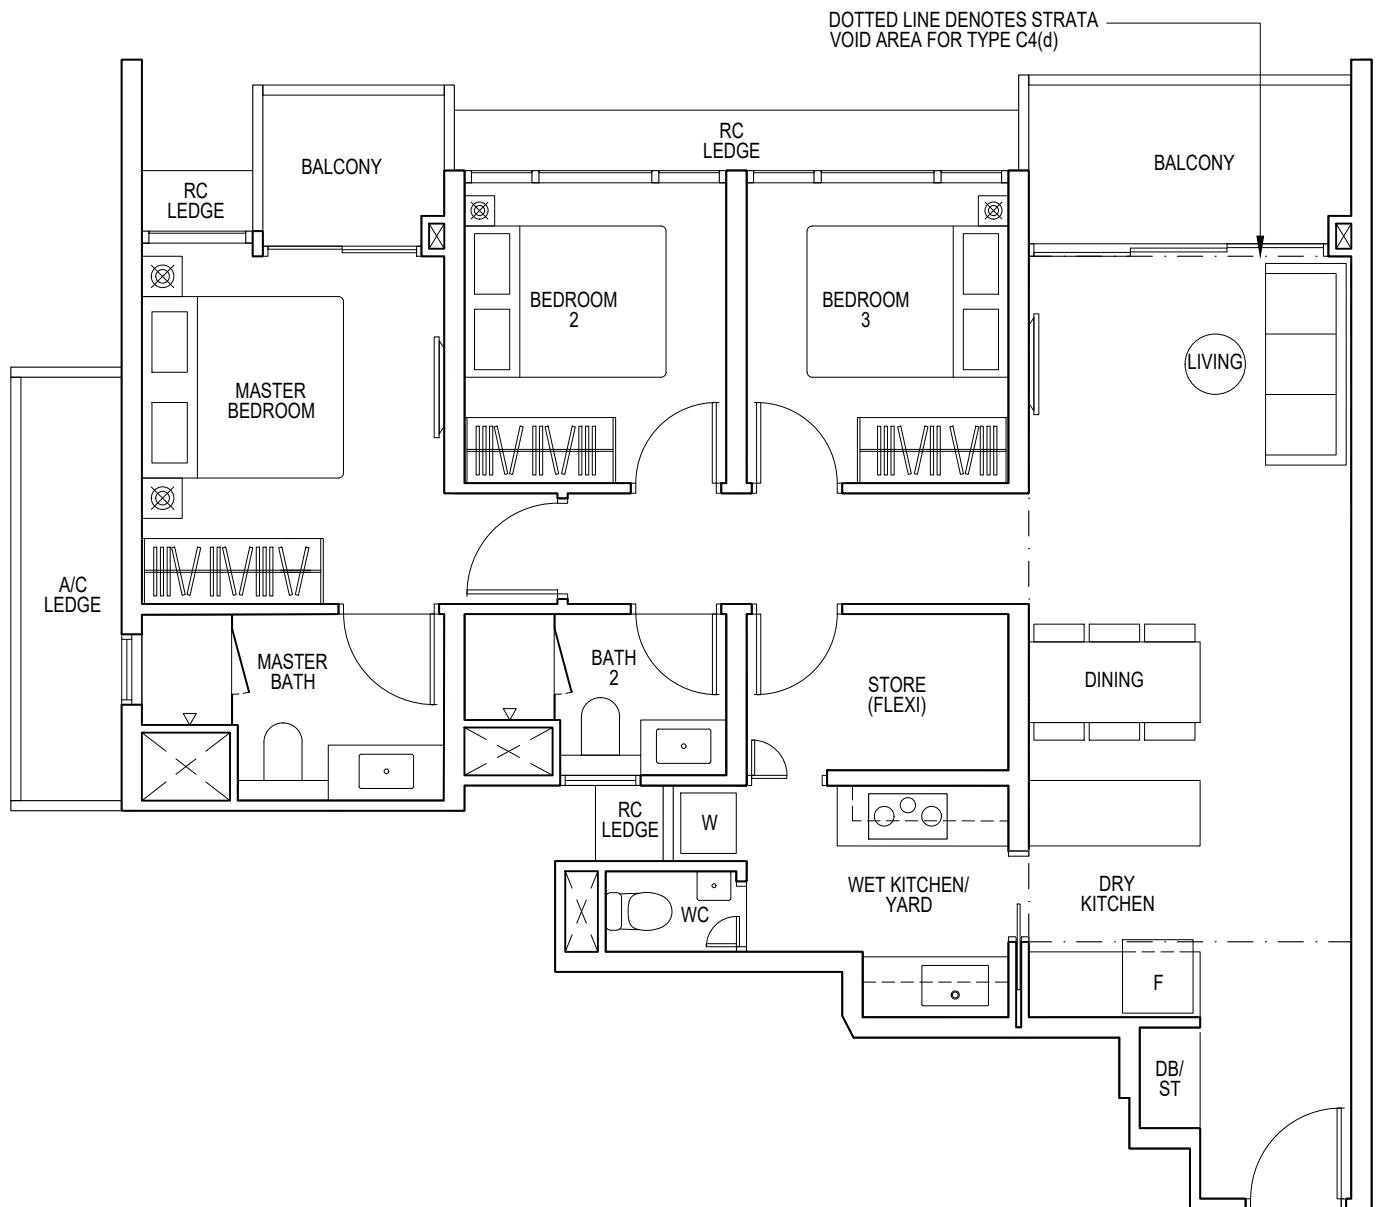 DOTTED LINE DENOTES STRATA
VOID AREA FOR TYPE C4(d)
RC
LEDGE
BALCONY
RC
LEDGE
BALCONY
BEDROOM
2
BEDROOM
3
LIVING
MASTER
BEDROOM
A/C
LEDGE
MASTER
BATH
BATH
2
STORE
(FLEXI)
DINING
RC
LEDGE
W
WET KITCHEN/
YARD
DRY
KITCHEN
WC
F
DB/
ST